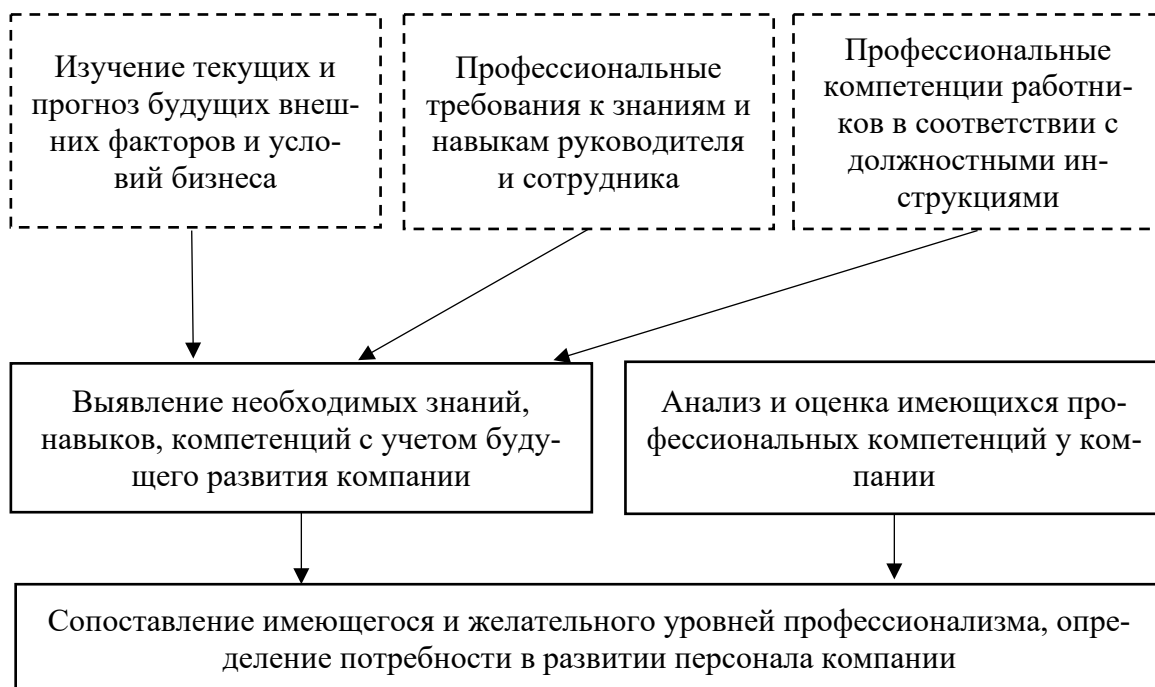 Изучение текущих и
прогноз будущих внеш-
них факторов и усло-
вий бизнеса
Профессиональные
требования к знаниям и
навыкам руководителя
и сотрудника
Профессиональные
компетенции работни-
ков в соответствии с
должностными ин-
струкциями
Выявление необходимых знаний,
навыков, компетенций с учетом буду-
щего развития компании
Анализ и оценка имеющихся про-
фессиональных компетенций у ком-
пании
Сопоставление имеющегося и желательного уровней профессионализма, опре-
деление потребности в развитии персонала компании